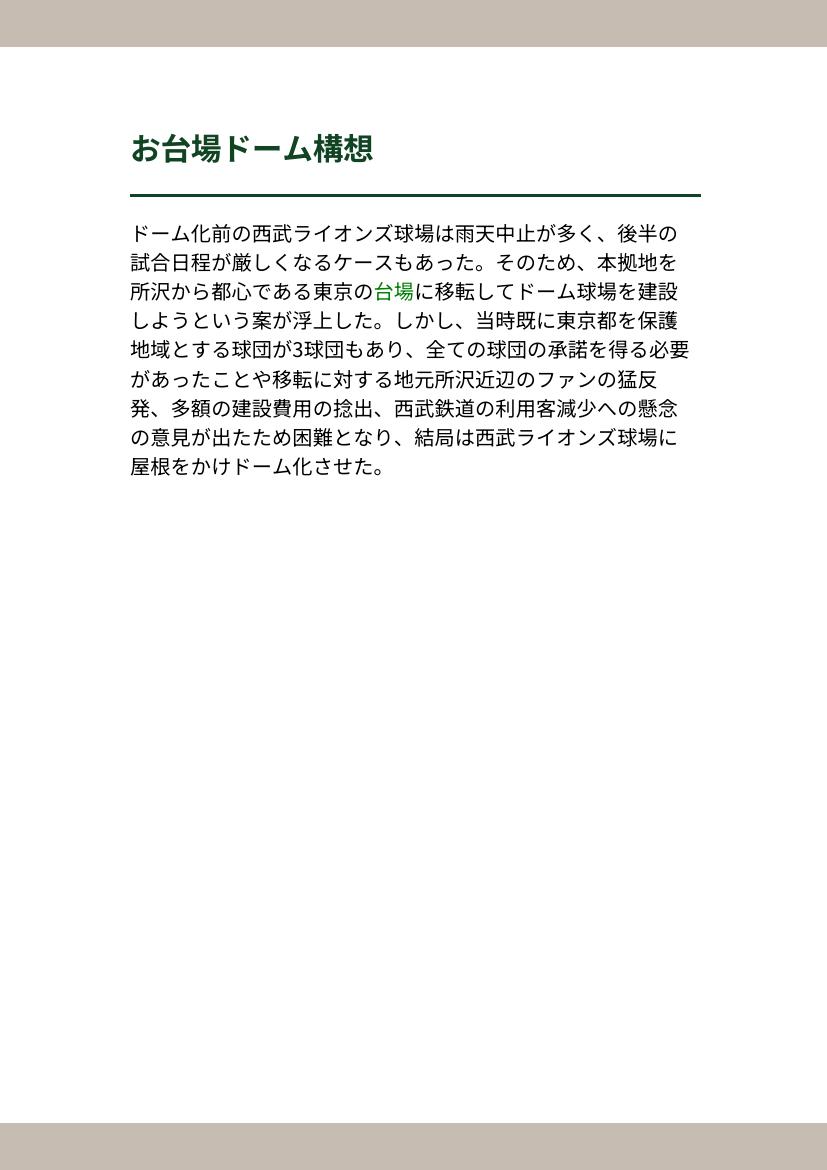 お台場ドーム構想
ドーム化前の西武ライオンズ球場は雨天中止が多く、後半の
試合日程が厳しくなるケースもあった。そのため、本拠地を
所沢から都心である東京の台場に移転してドーム球場を建設
しようという案が浮上した。しかし、当時既に東京都を保護
地域とする球団が3球団もあり、全ての球団の承諾を得る必要
があったことや移転に対する地元所沢近辺のファンの猛反
発、多額の建設費用の捻出、西武鉄道の利用客減少への懸念
の意見が出たため困難となり、結局は西武ライオンズ球場に
屋根をかけドーム化させた。